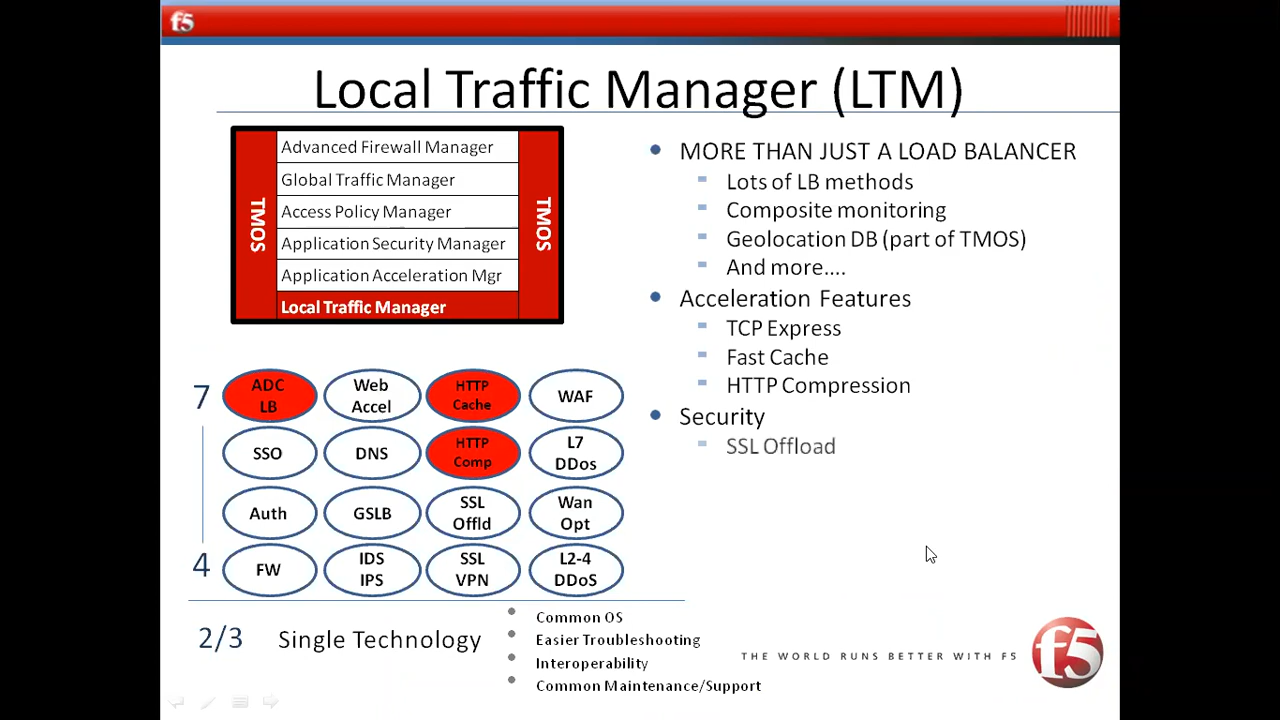 f5
Local Traffic Manager (LTM)
TMOS
Advanced Firewall Manager
Global Traffic Manager
Access Policy Manager
Application Security Manager
Application Acceleration Mgr
Local Traffic Manager
TMOS
MORE THAN JUST A LOAD BALANCER
Lots of LB methods
Composite monitoring
Geolocation DB (part of TMOS)
And more....
Acceleration Features
TCP Express
Fast Cache
HTTP Compression
Security
SSL Offload
7
ADC
LB
Web
Accel
HTTP
Cache
WAF
SSO
DNS
HTTP
Comp
L7
DDos
Auth
GSLB
SSL
Offld
Wan
Opt
4
FW
IDS
IPS
SSL
VPN
L2-4
DDoS
2/3
Single Technology
Common OS
Easier Troubleshooting
Interoperability
Common Maintenance/Support
THE WORLD RUNS BETTER WITH F5
f5